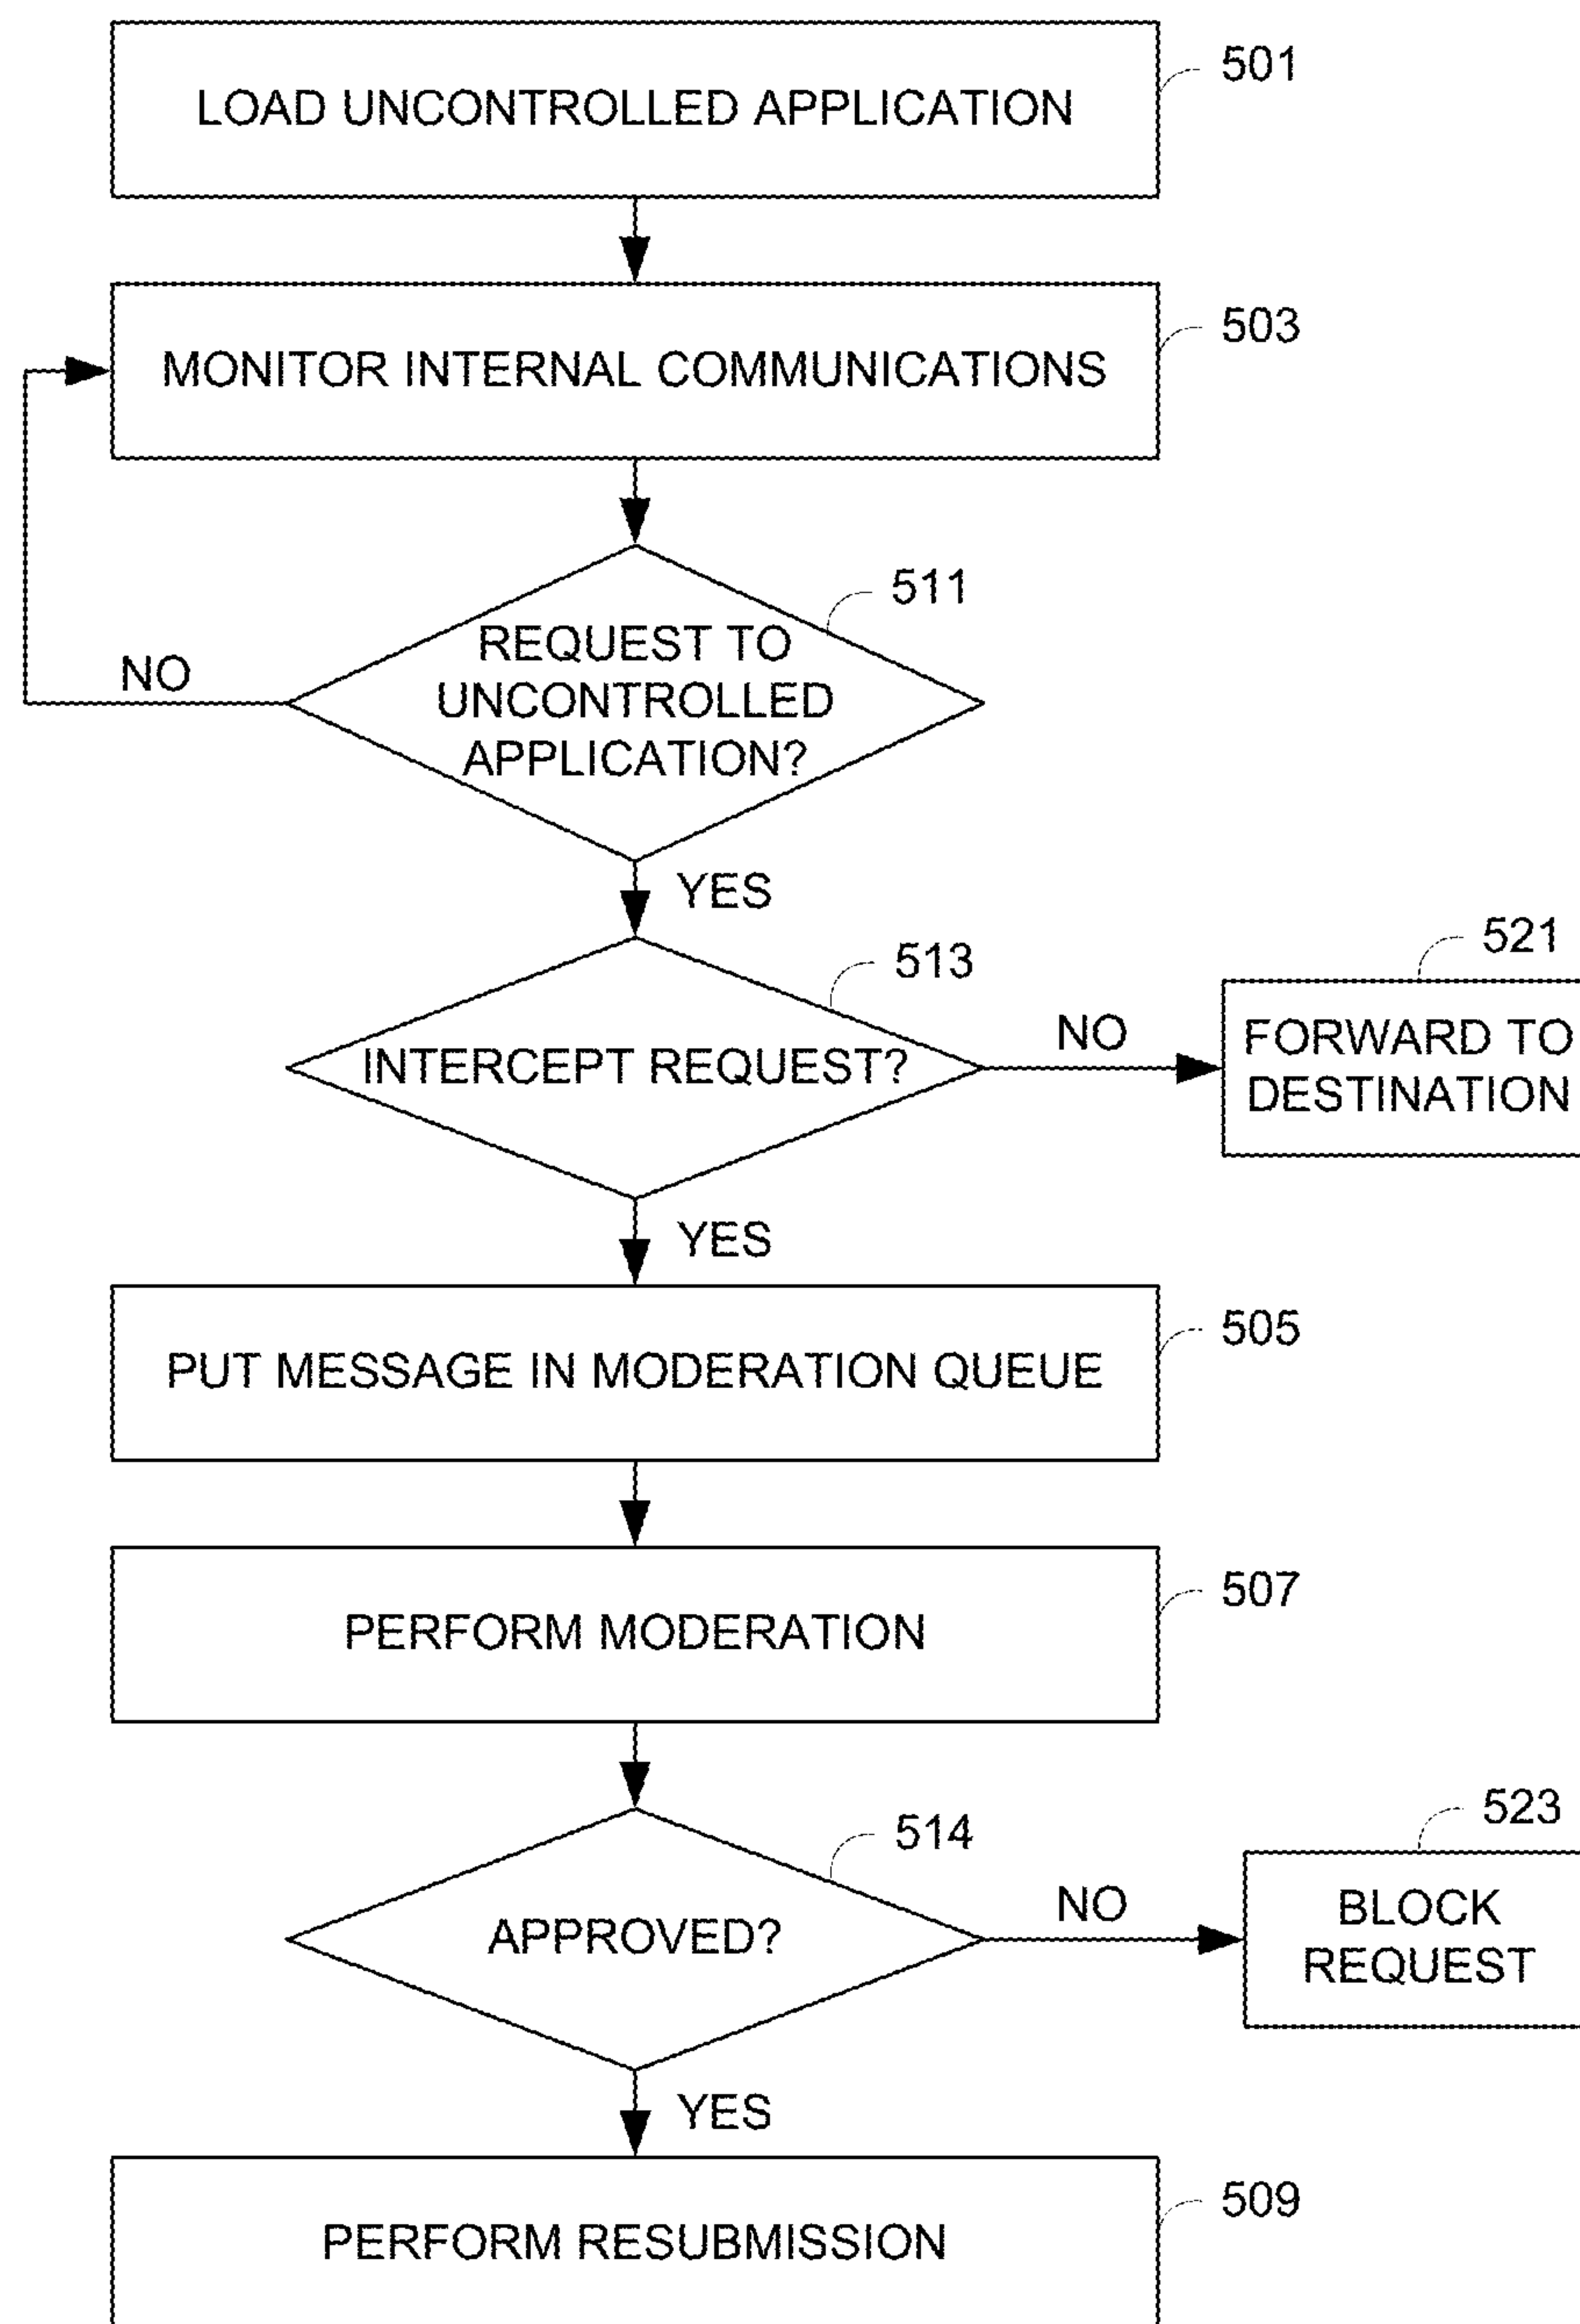 501
LOAD UNCONTROLLED APPLICATION
503
MONITOR INTERNAL COMMUNICATIONS
511
REQUEST TO
UNCONTROLLED
APPLICATION?
NO
YES
513
INTERCEPT REQUEST?
NO
521
FORWARD TO
DESTINATION
YES
505
PUT MESSAGE IN MODERATION QUEUE
507
PERFORM MODERATION
514
APPROVED?
NO
523
BLOCK
REQUEST
YES
509
PERFORM RESUBMISSION